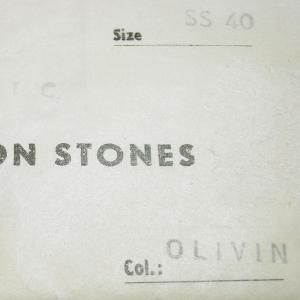 Size SS 40
T C
ON STONES
Col.: OLIVIN